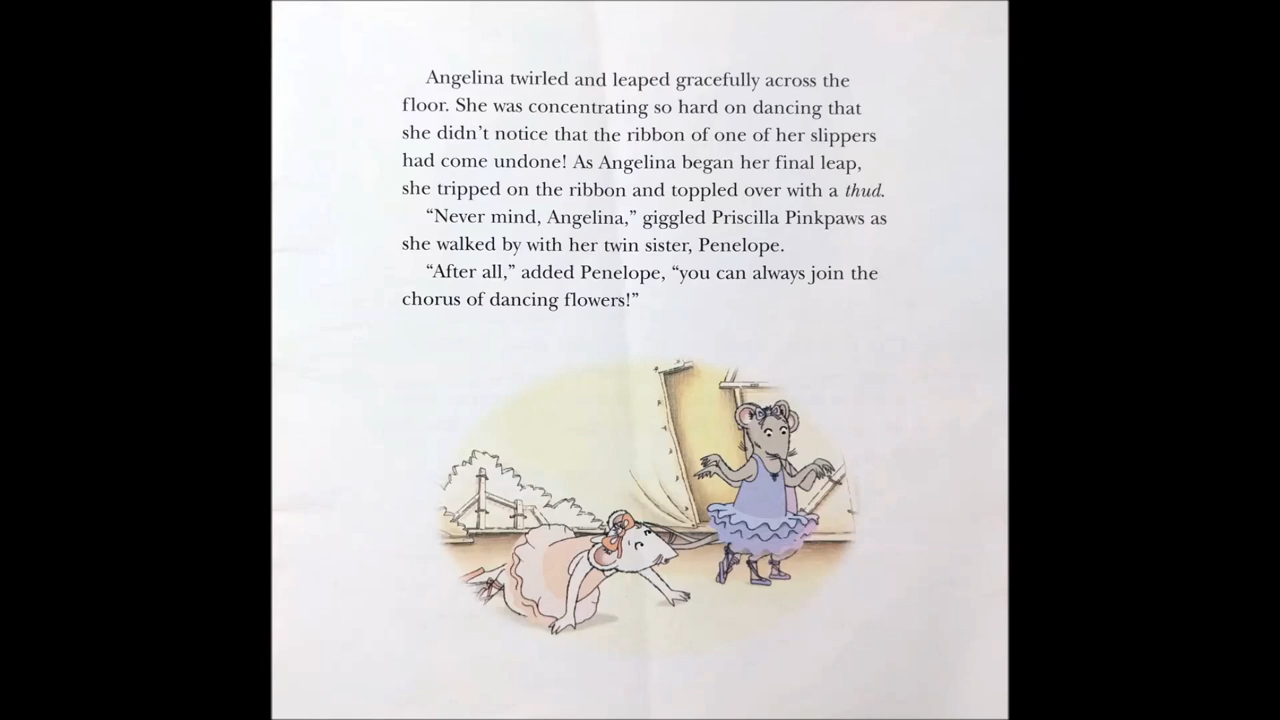 Angelina twirled and leaped gracefully across the
floor. She was concentrating so hard on dancing that
she didn’t notice that the ribbon of one of her slippers
had come undone! As Angelina began her final leap,
she tripped on the ribbon and toppled over with a thud.
“Never mind, Angelina,” giggled Priscilla Pinkpaws as
she walked by with her twin sister, Penelope.
“After all,” added Penelope, “you can always join the
chorus of dancing flowers!”